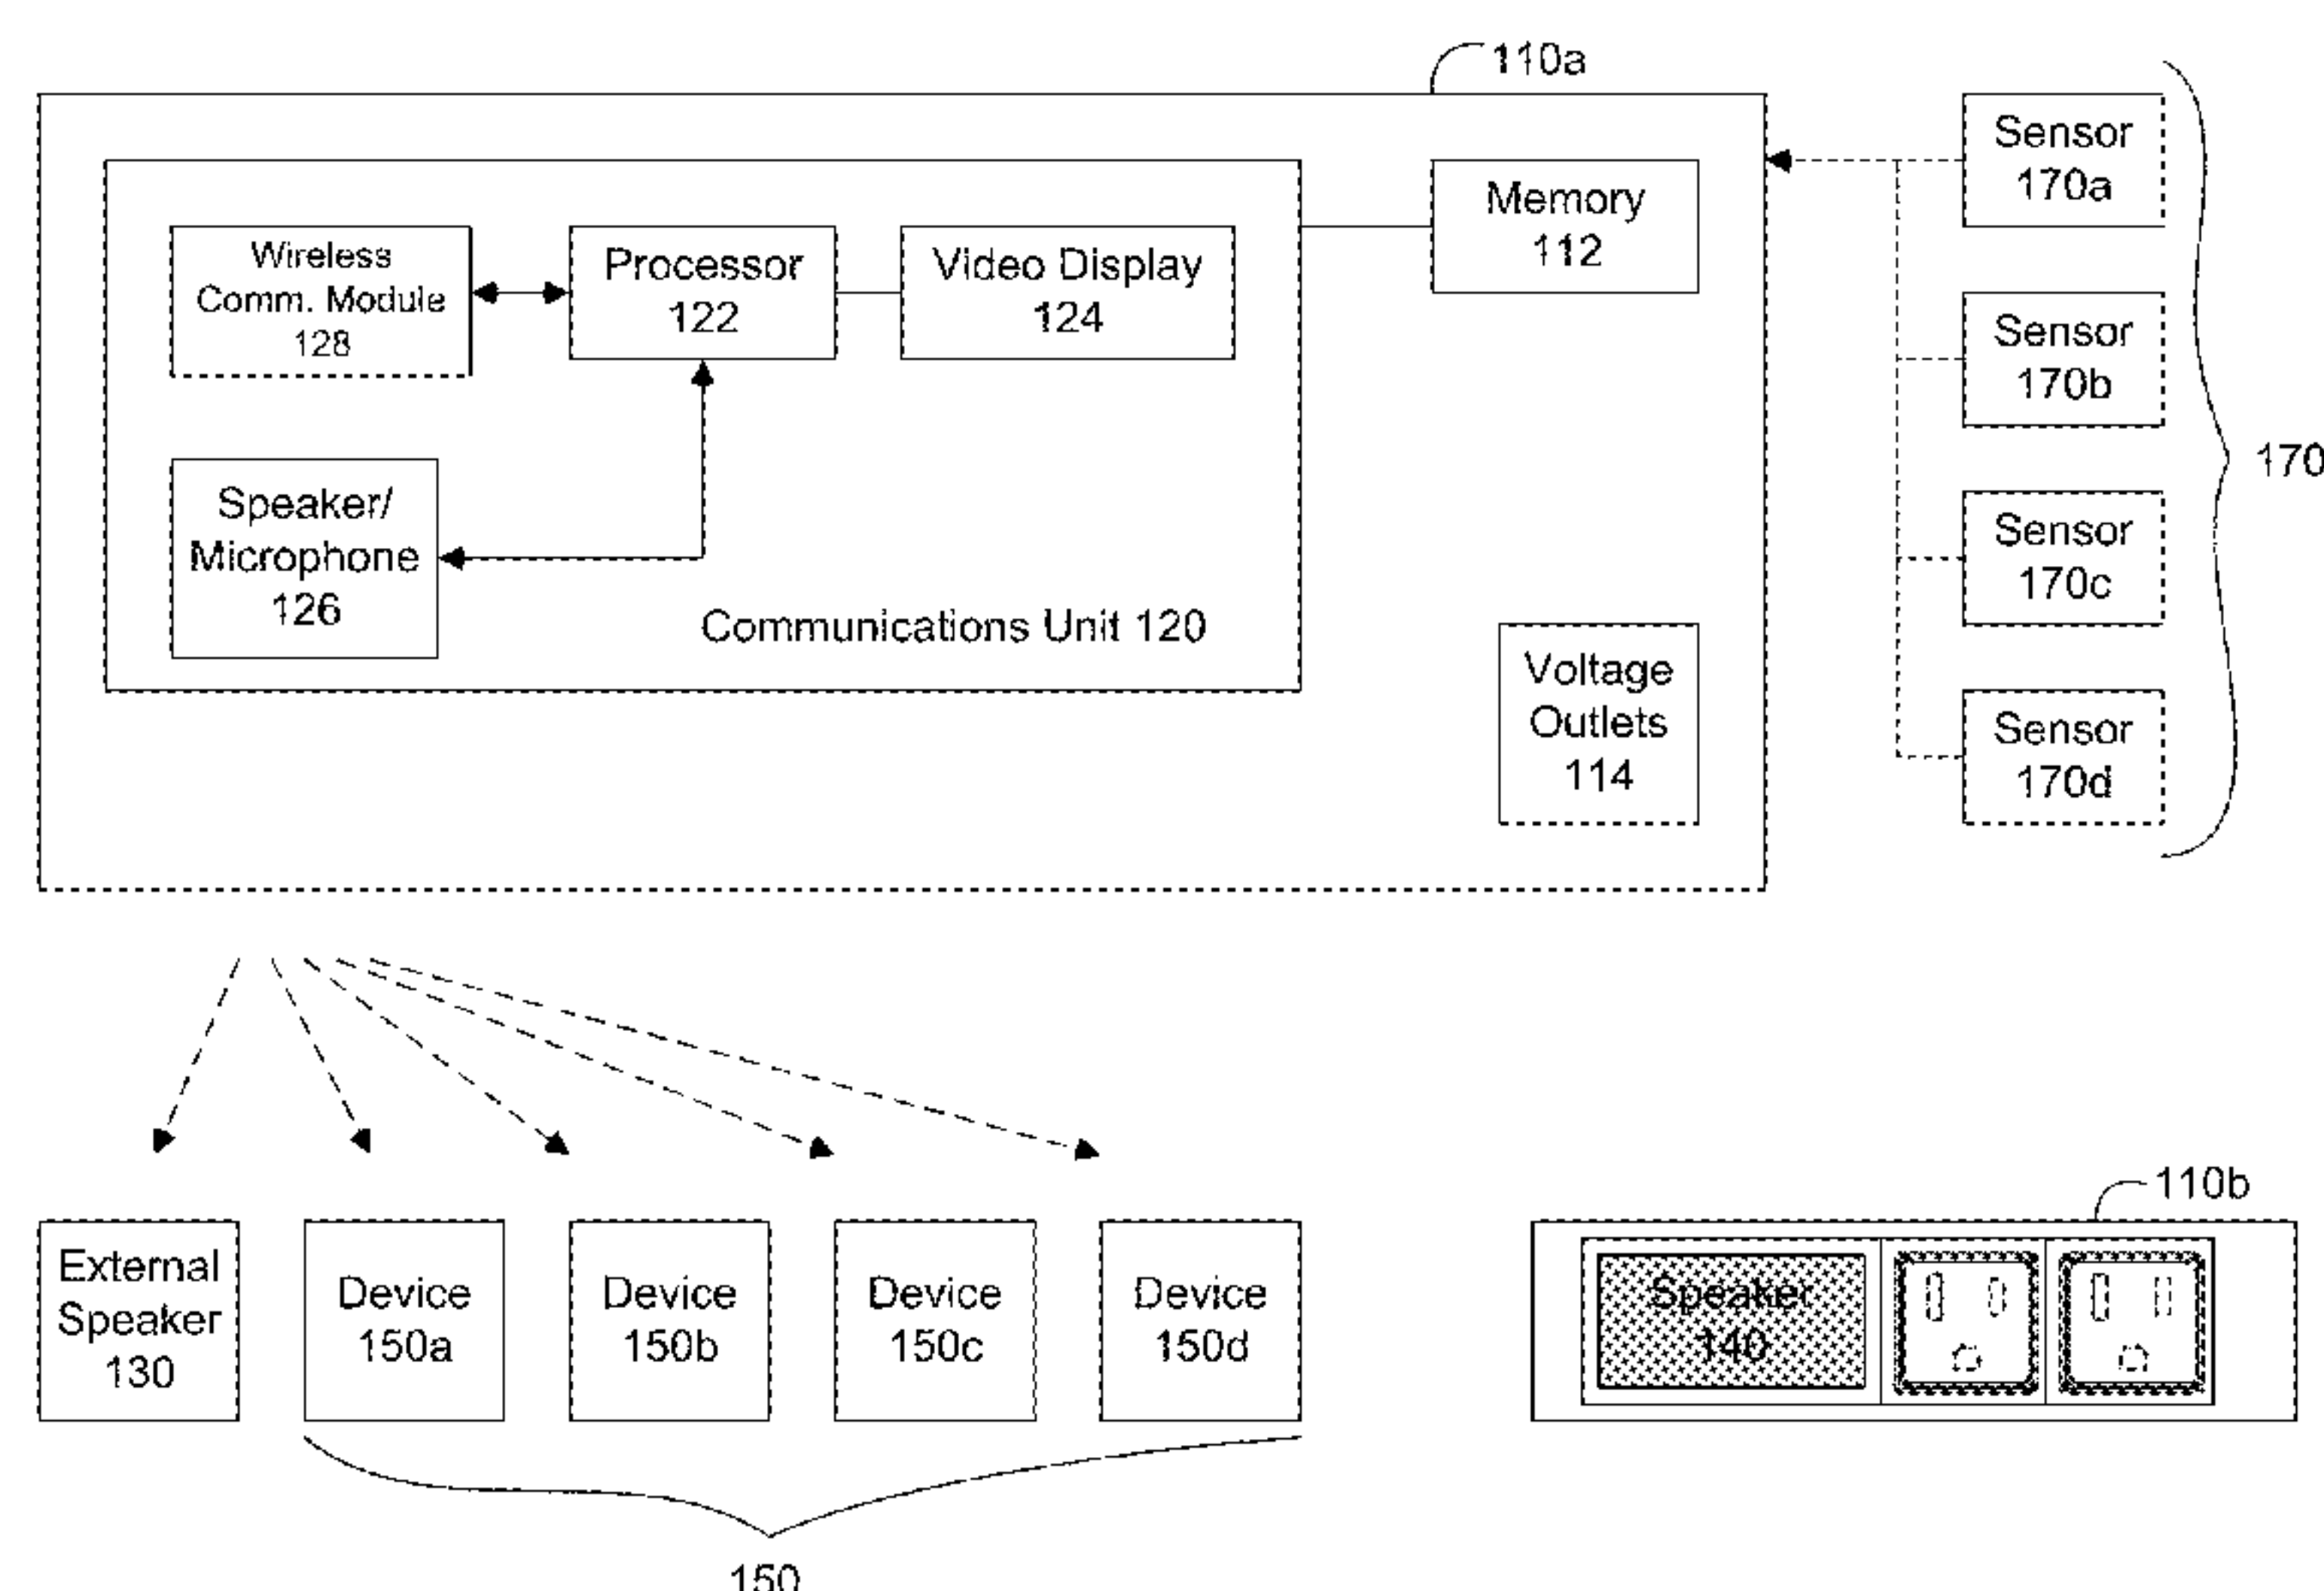 110a
Sensor
170a
Memory
112
Wireless
Comm. Module
128
Processor
122
Video Display
124
Sensor
170b
170
Speaker/
Microphone
126
Sensor
170c
Communications Unit 120
Voltage
Outlets
114
Sensor
170d
110b
External
Speaker
130
Device
150a
Device
150b
Device
150c
Device
150d
Speaker
140
150